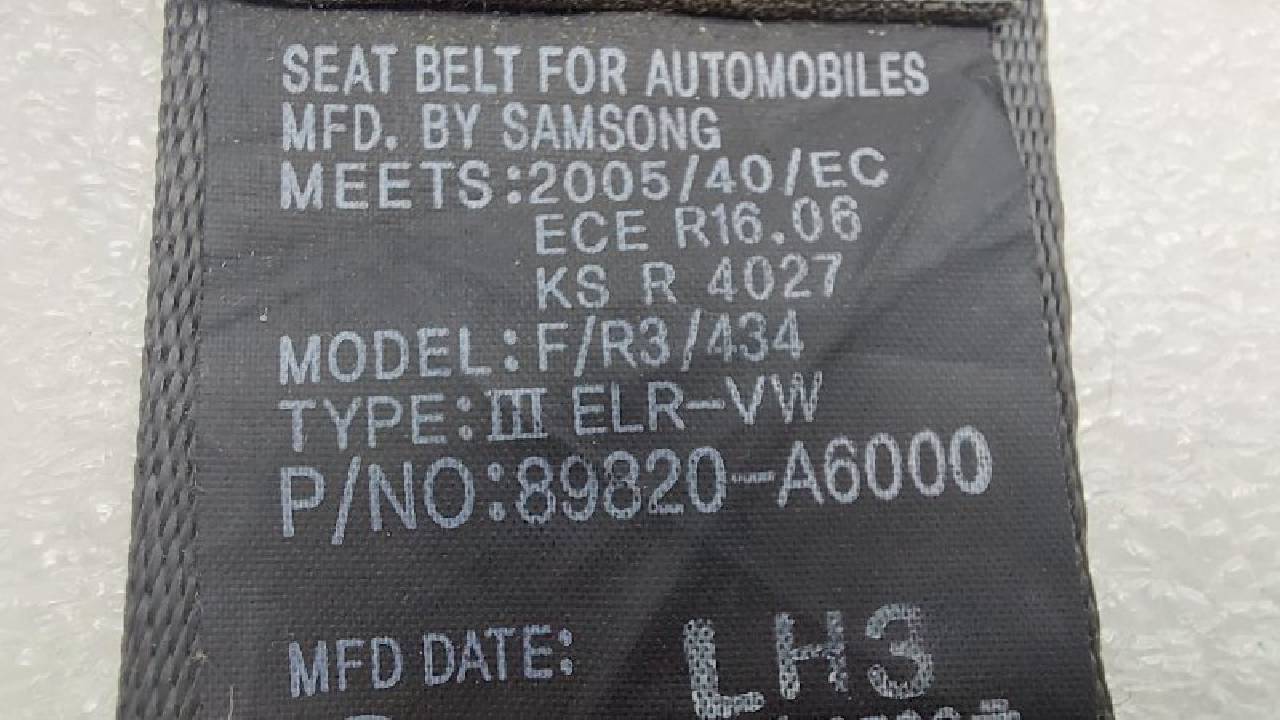 SEAT BELT FOR AUTOMOBILES
MFD. BY SAMSONG
MEETS:2005/40/EC
ECE R16.06
KS R 4027
MODEL:F/R3/434
TYPE:Ⅲ ELR-VW
P/NO:89820-A6000
MFD DATE: LH3